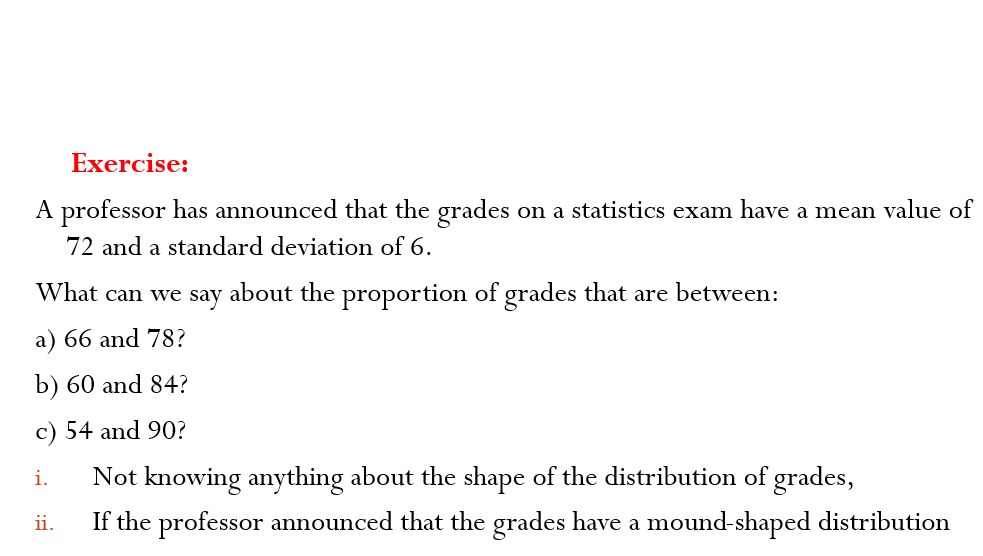 Exercise:
A professor has announced that the grades on a statistics exam have a mean value of
72 and a standard deviation of 6.
What can we say about the proportion of grades that are between:
a) 66 and 78?
b) 60 and 84?
c) 54 and 90?
i. Not knowing anything about the shape of the distribution of grades,
ii. If the professor announced that the grades have a mound-shaped distribution